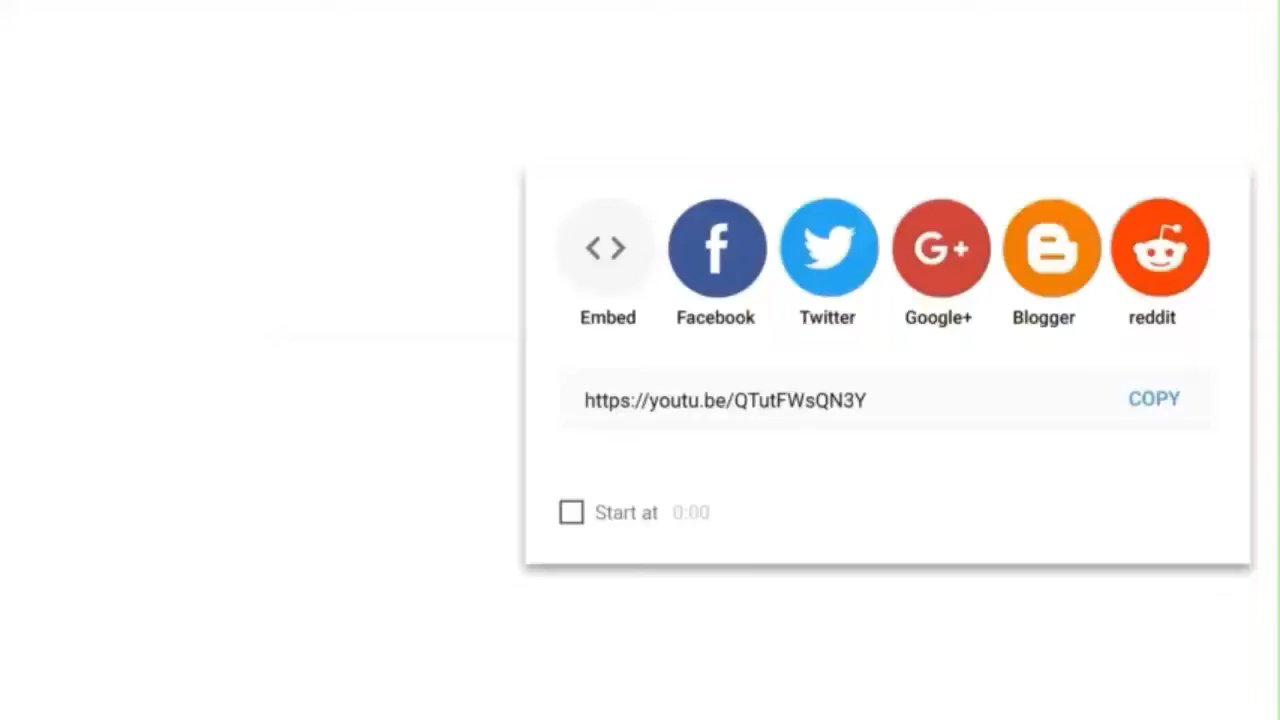 Embed Facebook Twitter Google+ Blogger reddit
https://youtu.be/QTutFWsQN3Y COPY
Start at 0:00